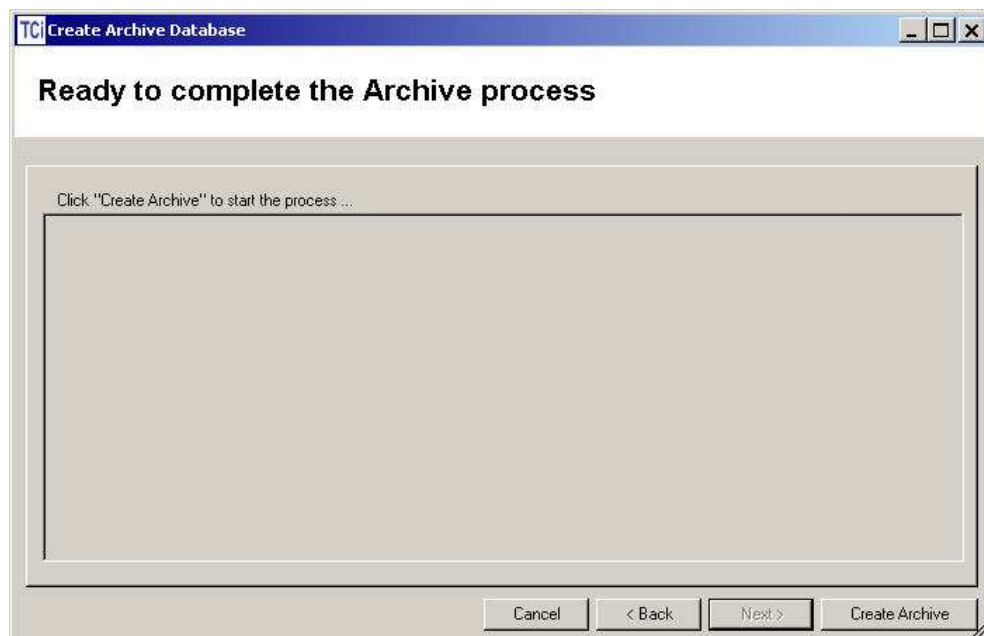 TCi Create Archive Database
Ready to complete the Archive process
Click "Create Archive" to start the process ...
Cancel < Back Next > Create Archive